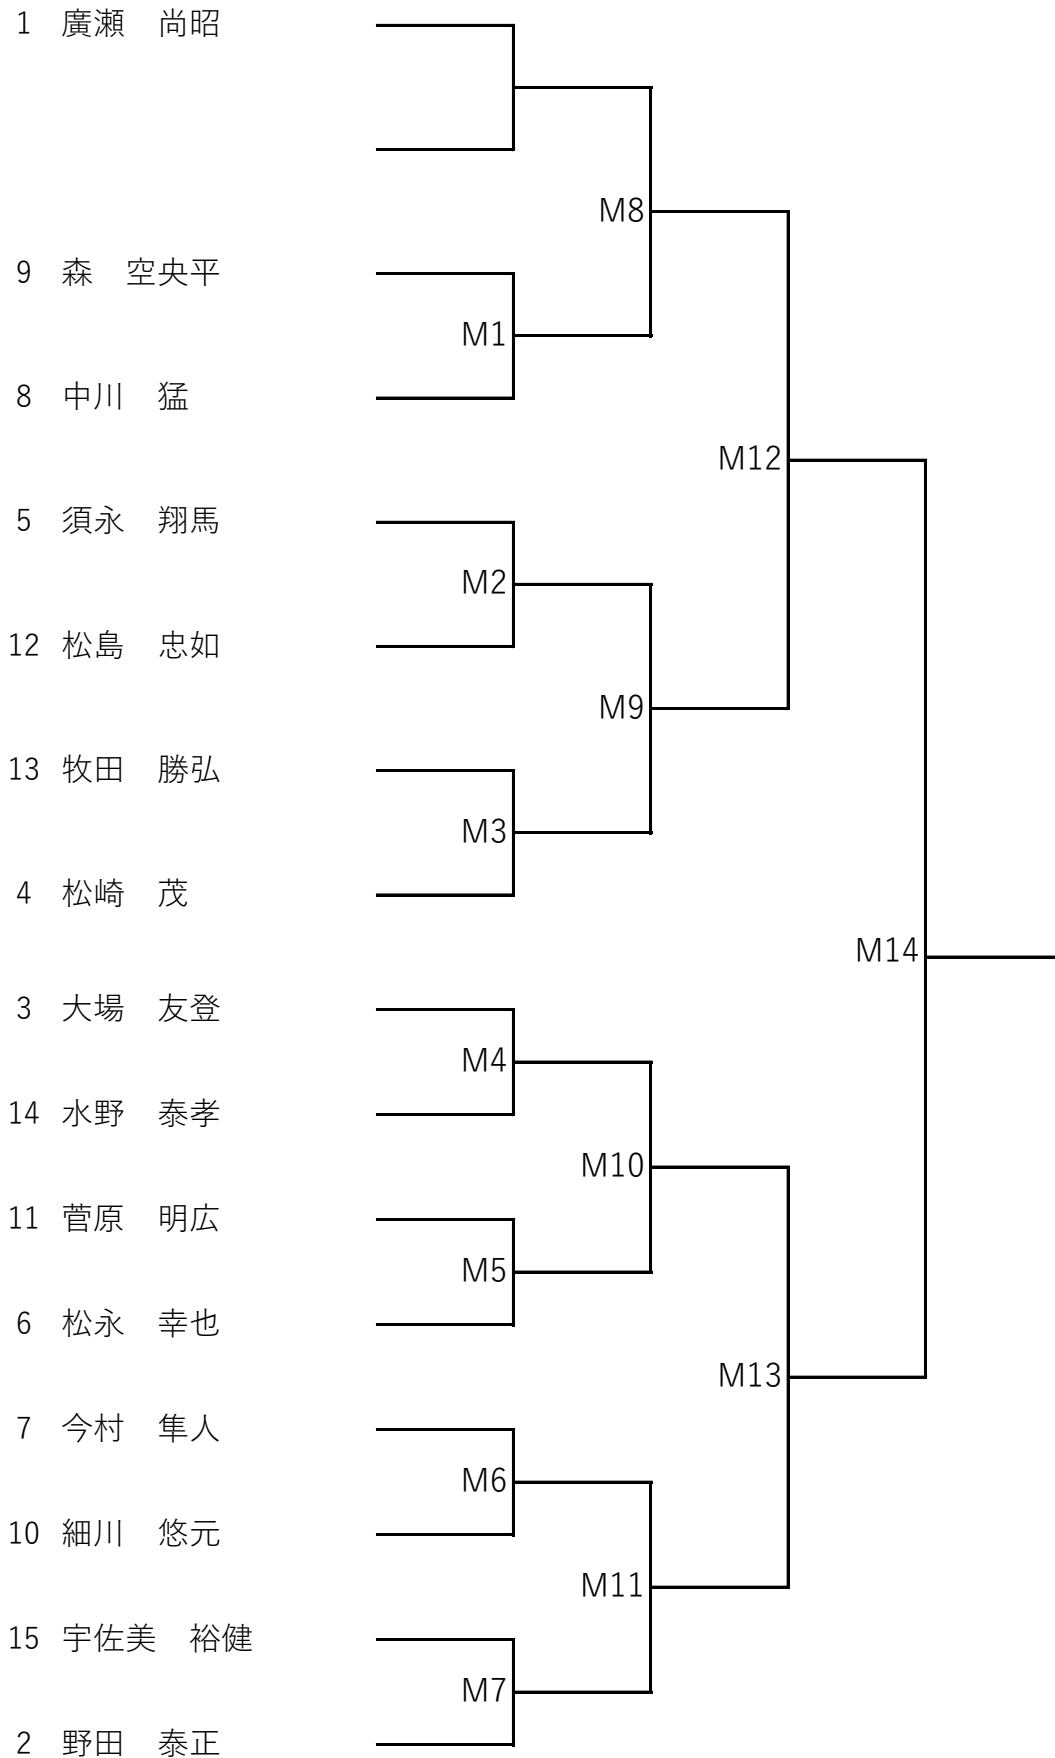 1 廣瀬　尚昭
M8
9 森　空央平
M1
8 中川　猛
M12
5 須永　翔馬
M2
12 松島　忠如
M9
13 牧田　勝弘
M3
4 松崎　茂
M14
3 大場　友登
M4
14 水野　泰孝
M10
11 菅原　明広
M5
6 松永　幸也
M13
7 今村　隼人
M6
10 細川　悠元
M11
15 宇佐美　裕健
M7
2 野田　泰正